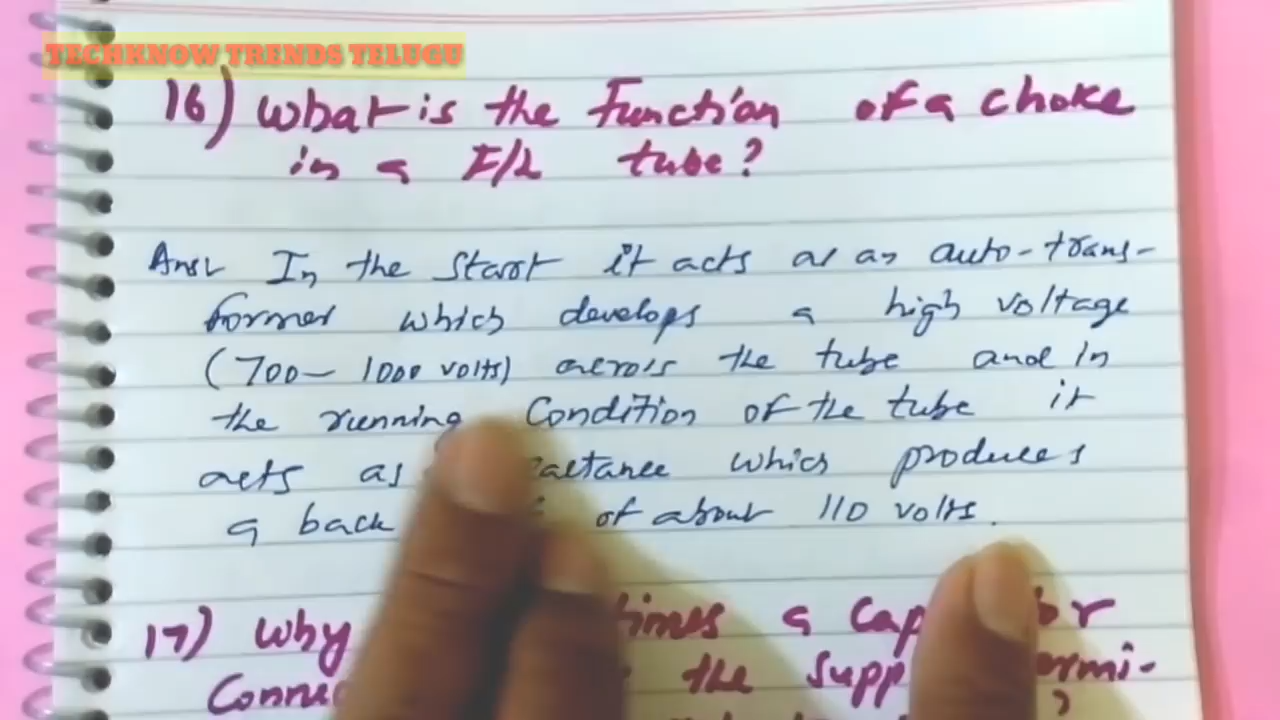 TECHKNOW TRENDS TELUGU
16) What is the Function of a choke
in a F/L tube?
Ans: In the Start it acts as an auto-trans-
former which develops a high voltage
(700- 1000 volts) across the tube and in
the running Condition of the tube it
acts as which produces
a back of about 110 volts.
17) Why a
the